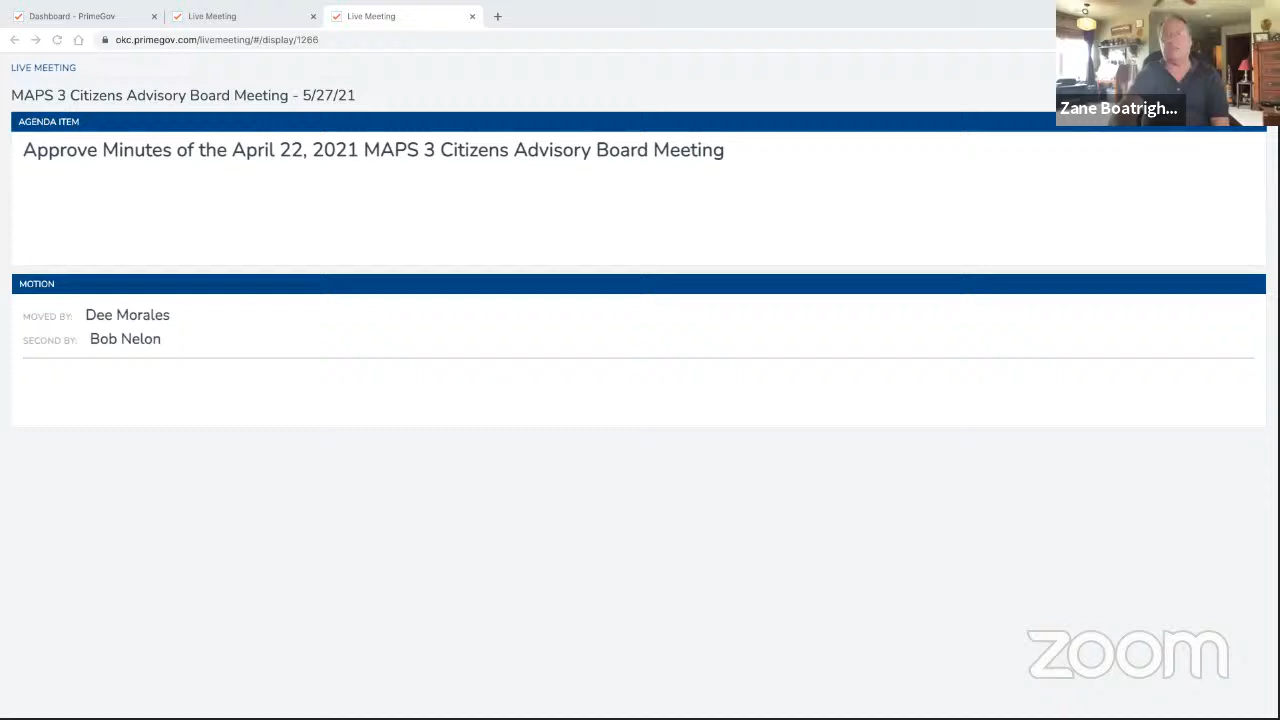 Dashboard - PrimeGov
Live Meeting
Live Meeting
okc.primegov.com/livemeeting/#/display/1266
Zane Boatrigh...
LIVE MEETING
MAPS 3 Citizens Advisory Board Meeting - 5/27/21
AGENDA ITEM
Approve Minutes of the April 22, 2021 MAPS 3 Citizens Advisory Board Meeting
MOTION
MOVED BY: Dee Morales
SECOND BY: Bob Nelon
zoom